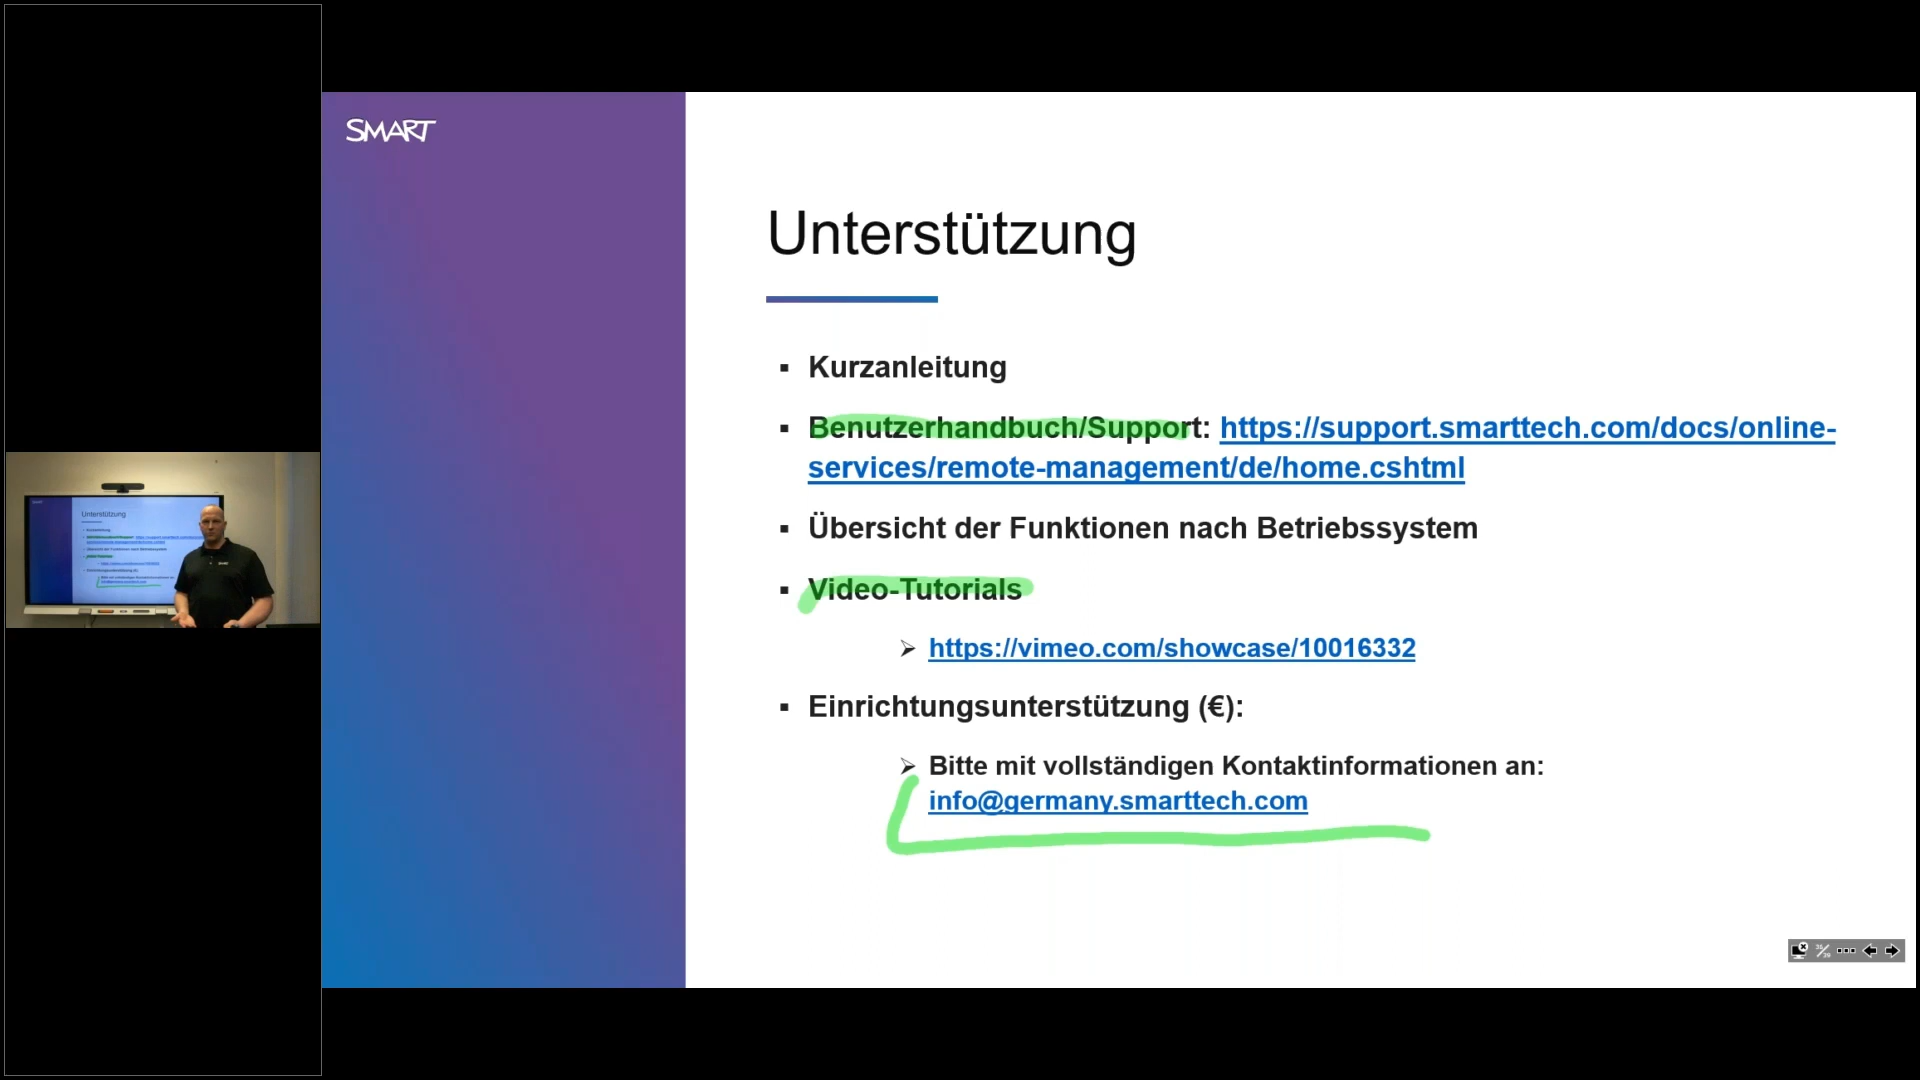 SMART
Unterstützung
▪ Kurzanleitung
▪ Benutzerhandbuch/Support: https://support.smarttech.com/docs/online-
services/remote-management/de/home.cshtml
▪ Übersicht der Funktionen nach Betriebssystem
▪ Video-Tutorials
➢ https://vimeo.com/showcase/10016332
▪ Einrichtungsunterstützung (€):
➢ Bitte mit vollständigen Kontaktinformationen an:
info@germany.smarttech.com
Unterstützung